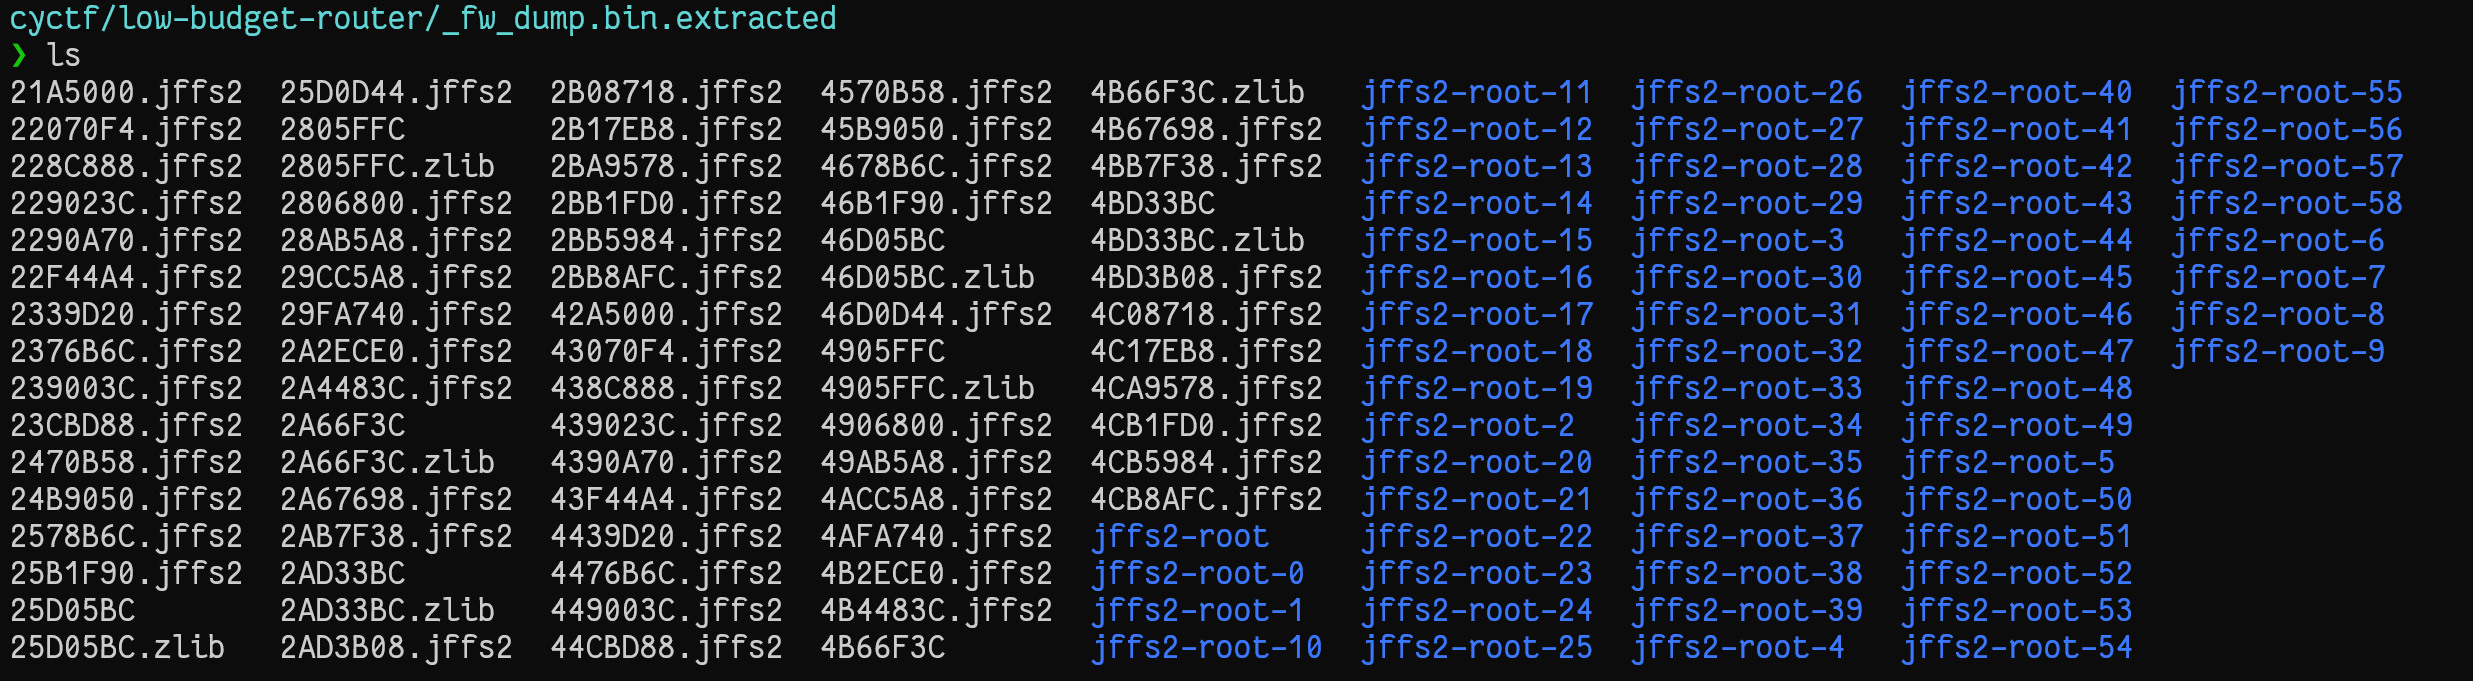 cyctf/low-budget-router/_fw_dump.bin.extracted
❯ ls
21A5000.jffs2  25D0D44.jffs2  2B08718.jffs2  4570B58.jffs2  4B66F3C.zlib   jffs2-root-11  jffs2-root-26  jffs2-root-40  jffs2-root-55
22070F4.jffs2  2805FFC        2B17EB8.jffs2  45B9050.jffs2  4B67698.jffs2  jffs2-root-12  jffs2-root-27  jffs2-root-41  jffs2-root-56
228C888.jffs2  2805FFC.zlib   2BA9578.jffs2  4678B6C.jffs2  4BB7F38.jffs2  jffs2-root-13  jffs2-root-28  jffs2-root-42  jffs2-root-57
229023C.jffs2  2806800.jffs2  2BB1FD0.jffs2  46B1F90.jffs2  4BD33BC        jffs2-root-14  jffs2-root-29  jffs2-root-43  jffs2-root-58
2290A70.jffs2  28AB5A8.jffs2  2BB5984.jffs2  46D05BC        4BD33BC.zlib   jffs2-root-15  jffs2-root-3   jffs2-root-44  jffs2-root-6
22F44A4.jffs2  29CC5A8.jffs2  2BB8AFC.jffs2  46D05BC.zlib   4BD3B08.jffs2  jffs2-root-16  jffs2-root-30  jffs2-root-45  jffs2-root-7
2339D20.jffs2  29FA740.jffs2  42A5000.jffs2  46D0D44.jffs2  4C08718.jffs2  jffs2-root-17  jffs2-root-31  jffs2-root-46  jffs2-root-8
2376B6C.jffs2  2A2ECE0.jffs2  43070F4.jffs2  4905FFC        4C17EB8.jffs2  jffs2-root-18  jffs2-root-32  jffs2-root-47  jffs2-root-9
239003C.jffs2  2A4483C.jffs2  438C888.jffs2  4905FFC.zlib   4CA9578.jffs2  jffs2-root-19  jffs2-root-33  jffs2-root-48
23CBD88.jffs2  2A66F3C        439023C.jffs2  4906800.jffs2  4CB1FD0.jffs2  jffs2-root-2   jffs2-root-34  jffs2-root-49
2470B58.jffs2  2A66F3C.zlib   4390A70.jffs2  49AB5A8.jffs2  4CB5984.jffs2  jffs2-root-20  jffs2-root-35  jffs2-root-5
24B9050.jffs2  2A67698.jffs2  43F44A4.jffs2  4ACC5A8.jffs2  4CB8AFC.jffs2  jffs2-root-21  jffs2-root-36  jffs2-root-50
2578B6C.jffs2  2AB7F38.jffs2  4439D20.jffs2  4AFA740.jffs2  jffs2-root     jffs2-root-22  jffs2-root-37  jffs2-root-51
25B1F90.jffs2  2AD33BC        4476B6C.jffs2  4B2ECE0.jffs2  jffs2-root-0   jffs2-root-23  jffs2-root-38  jffs2-root-52
25D05BC        2AD33BC.zlib   449003C.jffs2  4B4483C.jffs2  jffs2-root-1   jffs2-root-24  jffs2-root-39  jffs2-root-53
25D05BC.zlib   2AD3B08.jffs2  44CBD88.jffs2  4B66F3C        jffs2-root-10  jffs2-root-25  jffs2-root-4   jffs2-root-54